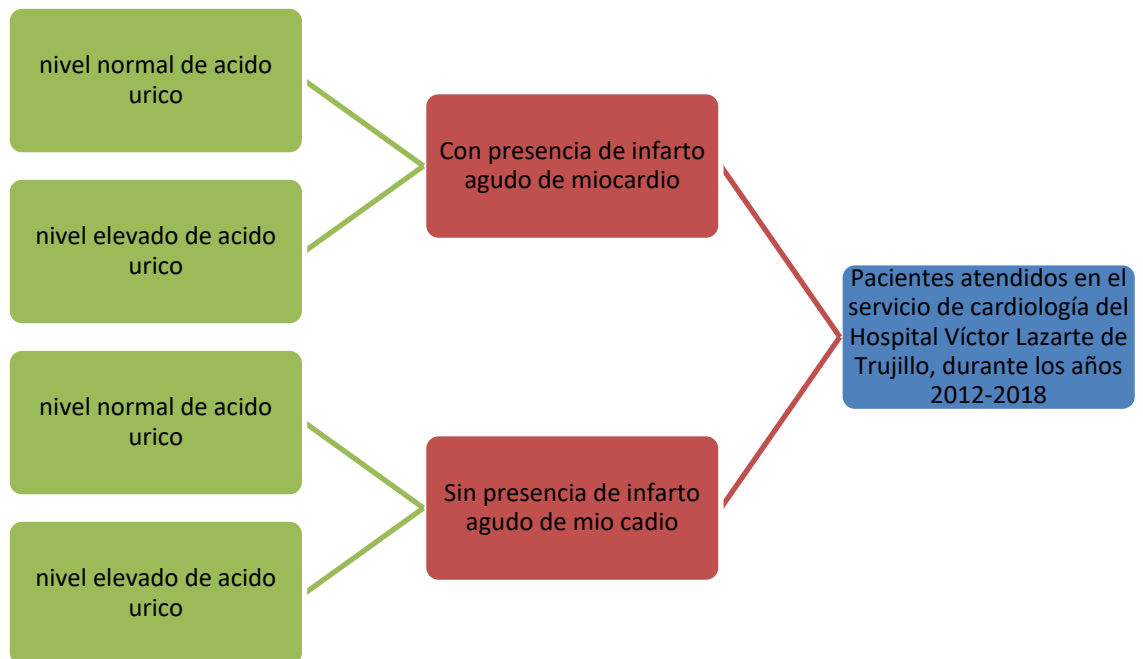 nivel normal de acido
urico
nivel elevado de acido
urico
Con presencia de infarto
agudo de miocardio
nivel normal de acido
urico
nivel elevado de acido
urico
Sin presencia de infarto
agudo de mio cadio
Pacientes atendidos en el
servicio de cardiología del
Hospital Víctor Lazarte de
Trujillo, durante los años
2012-2018